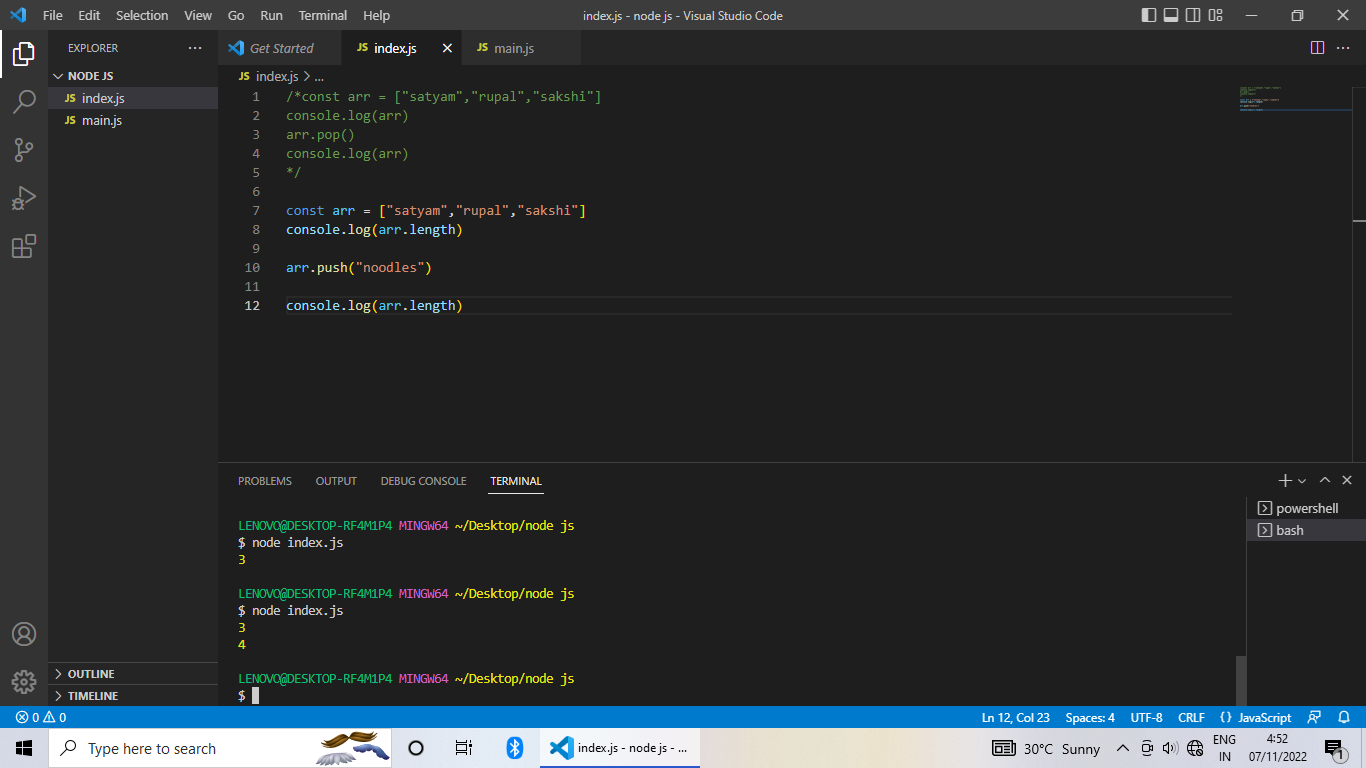 File Edit Selection View Go Run Terminal Help index.js - node js - Visual Studio Code
EXPLORER
NODE JS
JS index.js
JS main.js
OUTLINE
TIMELINE
Get Started JS index.js JS main.js
JS index.js > ...
1 /*const arr = ["satyam","rupal","sakshi"]
2 console.log(arr)
3 arr.pop()
4 console.log(arr)
5 */
6
7 const arr = ["satyam","rupal","sakshi"]
8 console.log(arr.length)
9
10 arr.push("noodles")
11
12 console.log(arr.length)
PROBLEMS OUTPUT DEBUG CONSOLE TERMINAL
LENOVO@DESKTOP-RF4M1P4 MINGW64 ~/Desktop/node js
$ node index.js
3
LENOVO@DESKTOP-RF4M1P4 MINGW64 ~/Desktop/node js
$ node index.js
3
4
LENOVO@DESKTOP-RF4M1P4 MINGW64 ~/Desktop/node js
$
powershell
bash
0 0 Ln 12, Col 23 Spaces: 4 UTF-8 CRLF {} JavaScript
Type here to search index.js - node js - ... 30°C Sunny ENG IN 4:52 07/11/2022 1